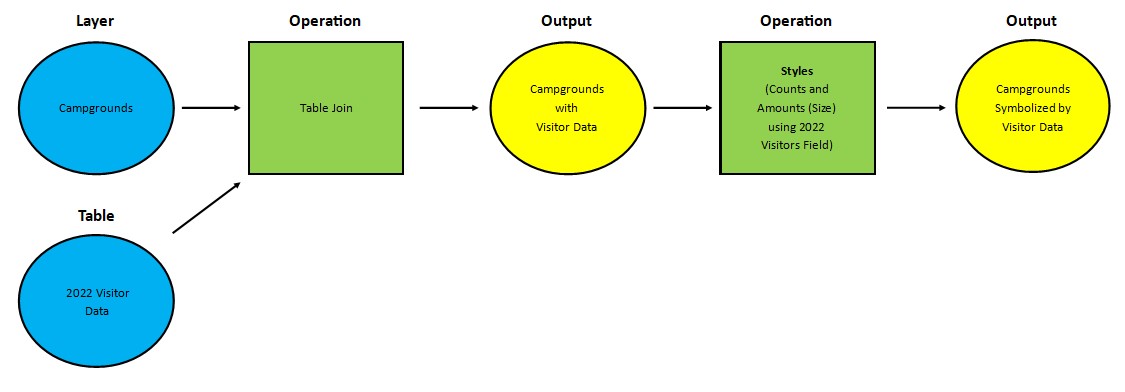 Layer
Operation
Output
Operation
Output
Campgrounds
Table Join
Campgrounds
with
Visitor Data
Styles
(Counts and
Amounts (Size)
using 2022
Visitors Field)
Campgrounds
Symbolized by
Visitor Data
Table
2022 Visitor
Data